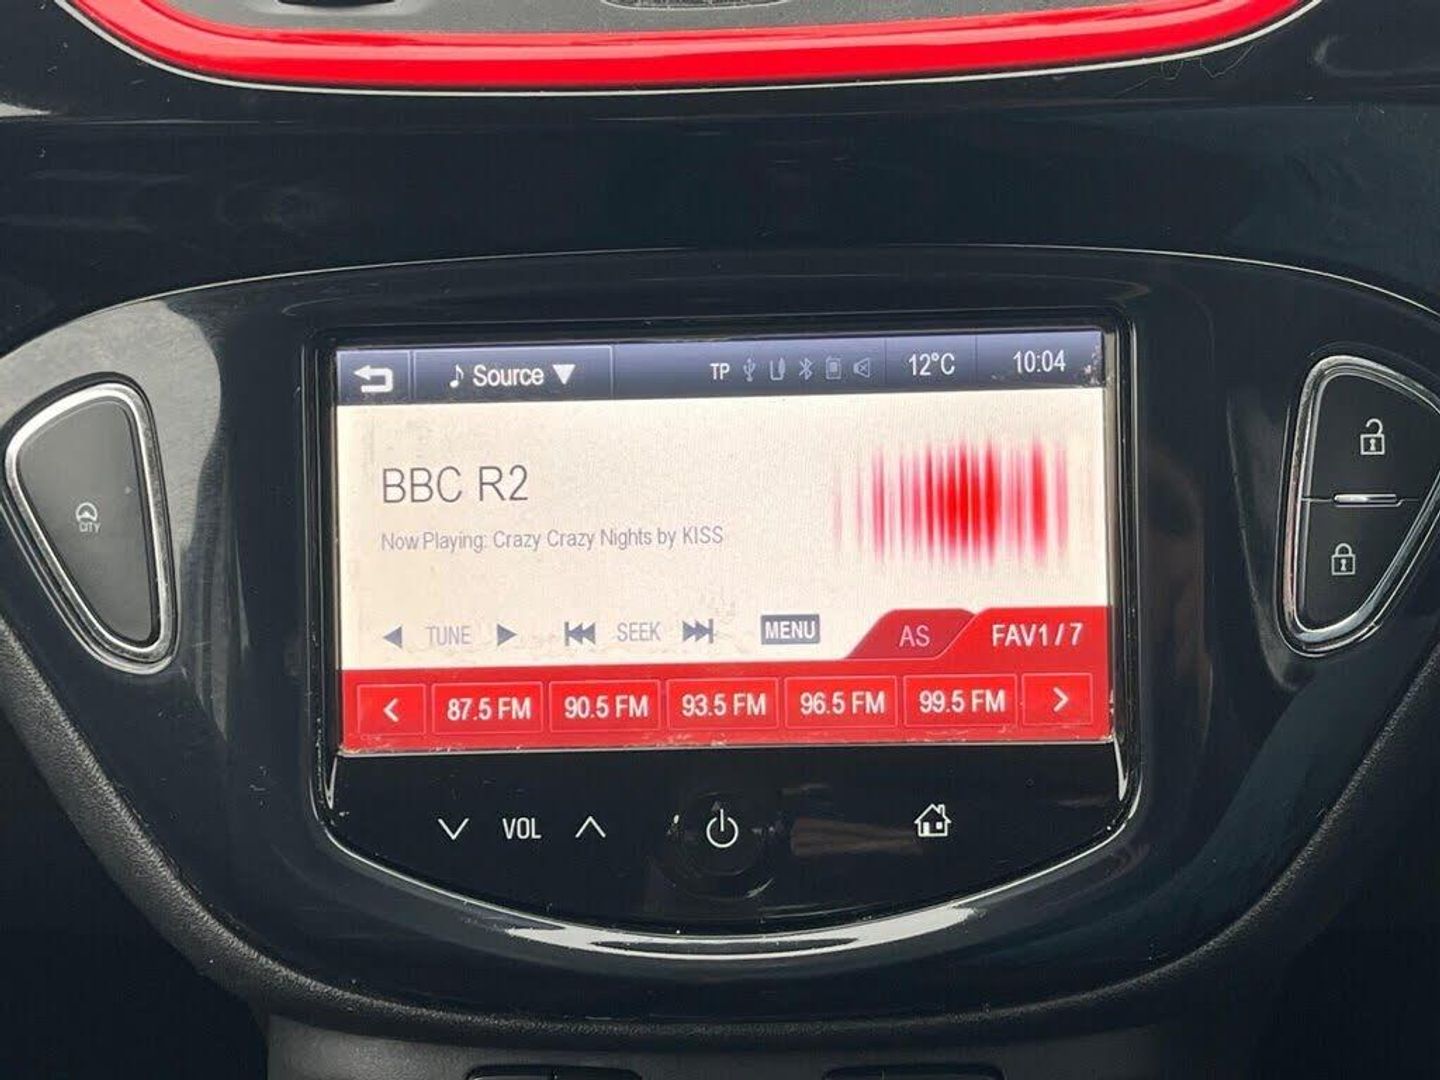 Source TP 12°C 10:04
BBC R2
Now Playing: Crazy Crazy Nights by KISS
TUNE SEEK MENU AS FAV1 / 7
87.5 FM 90.5 FM 93.5 FM 96.5 FM 99.5 FM
CITY
VOL